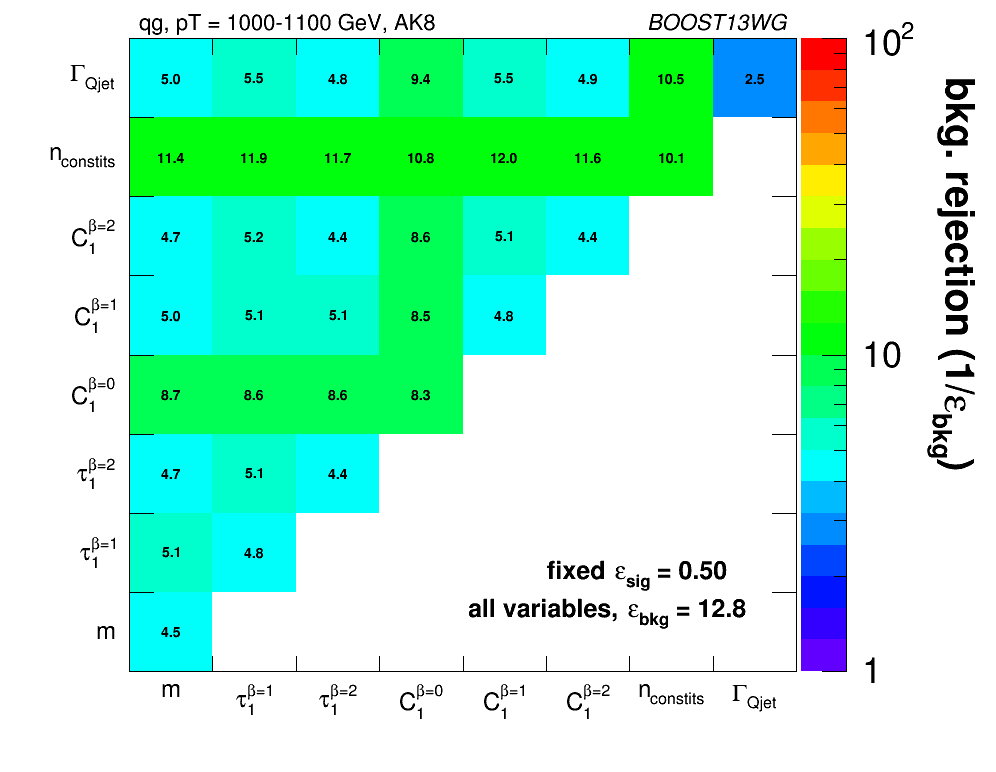 qg, pT = 1000-1100 GeV, AK8 BOOST13WG
Γ_Qjet 5.0 5.5 4.8 9.4 5.5 4.9 10.5 2.5
n_constits 11.4 11.9 11.7 10.8 12.0 11.6 10.1
C_1^β=2 4.7 5.2 4.4 8.6 5.1 4.4
C_1^β=1 5.0 5.1 5.1 8.5 4.8
C_1^β=0 8.7 8.6 8.6 8.3
τ_1^β=2 4.7 5.1 4.4
τ_1^β=1 5.1 4.8
m 4.5
fixed ε_sig = 0.50
all variables, ε_bkg = 12.8
m τ_1^β=1 τ_1^β=2 C_1^β=0 C_1^β=1 C_1^β=2 n_constits Γ_Qjet
10^2
10
1
bkg. rejection (1/ε_bkg)